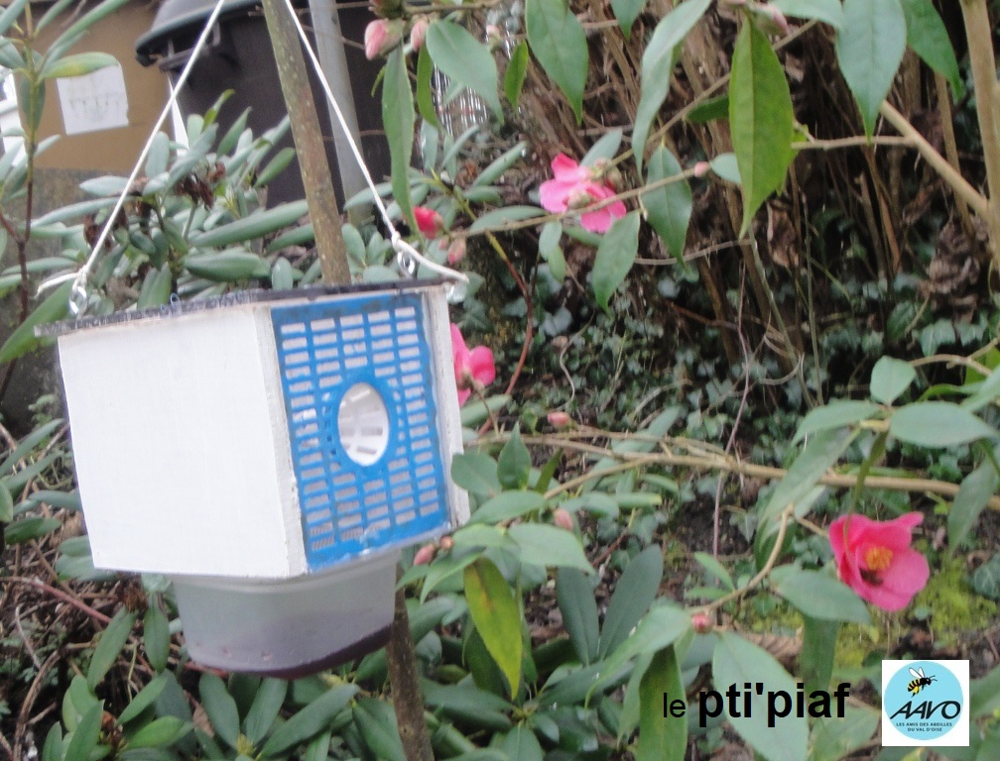 le pti'piaf
AAVO
LES AMIS DES ABEILLES
DU VAL D'OISE